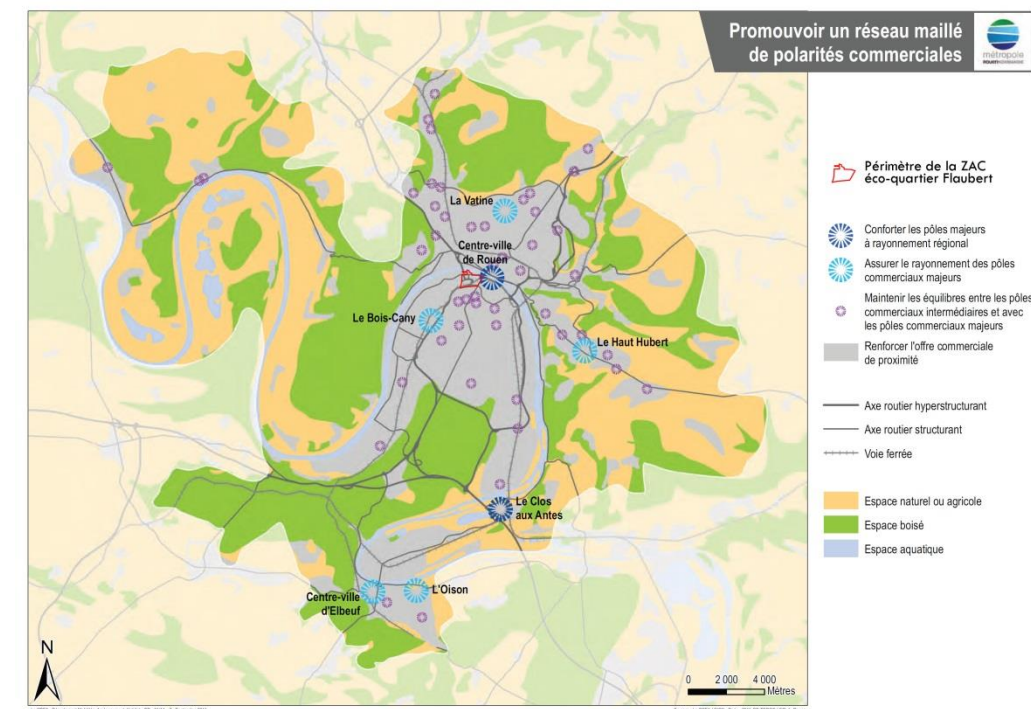 Promouvoir un réseau maillé
de polarités commerciales
métropole
ROUENNORMANDIE
La Vatine
Centre-ville
de Rouen
Le Bois-Cany
Le Haut Hubert
Le Clos
aux Antes
L'Oison
Centre-ville
d'Elbeuf
N
0 2 000 4 000
Mètres
Périmètre de la ZAC
éco-quartier Flaubert
Conforter les pôles majeurs
à rayonnement régional
Assurer le rayonnement des pôles
commerciaux majeurs
Maintenir les équilibres entre les pôles
commerciaux intermédiaires et avec
les pôles commerciaux majeurs
Renforcer l'offre commerciale
de proximité
Axe routier hyperstructurant
Axe routier structurant
Voie ferrée
Espace naturel ou agricole
Espace boisé
Espace aquatique